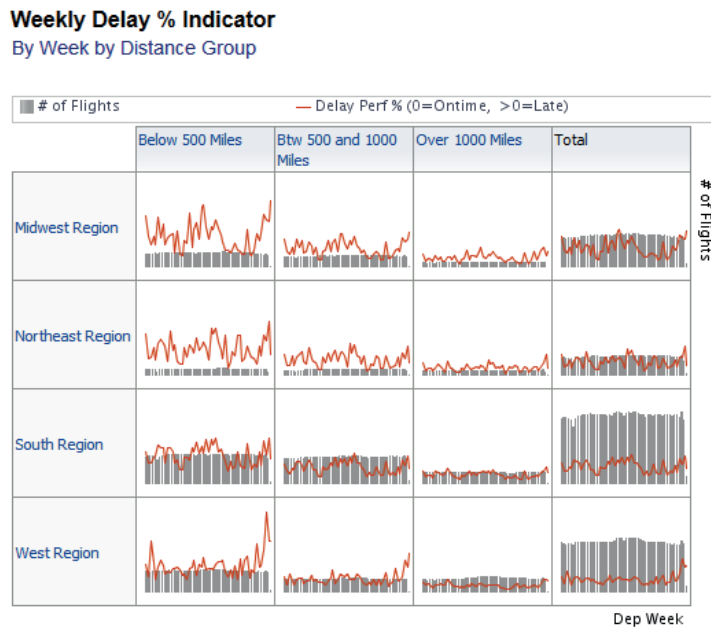 Weekly Delay % Indicator
By Week by Distance Group
# of Flights
Delay Perf % (0=Ontime, >0=Late)
Below 500 Miles
Btw 500 and 1000
Miles
Over 1000 Miles
Total
Midwest Region
# of Flights
Northeast Region
South Region
West Region
Dep Week